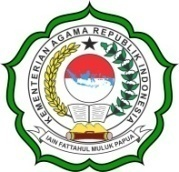 KEMENTERIAN AGAMA REPUBLIK INDONESIA
IAIN FATTAHUL MULUK PAPUA